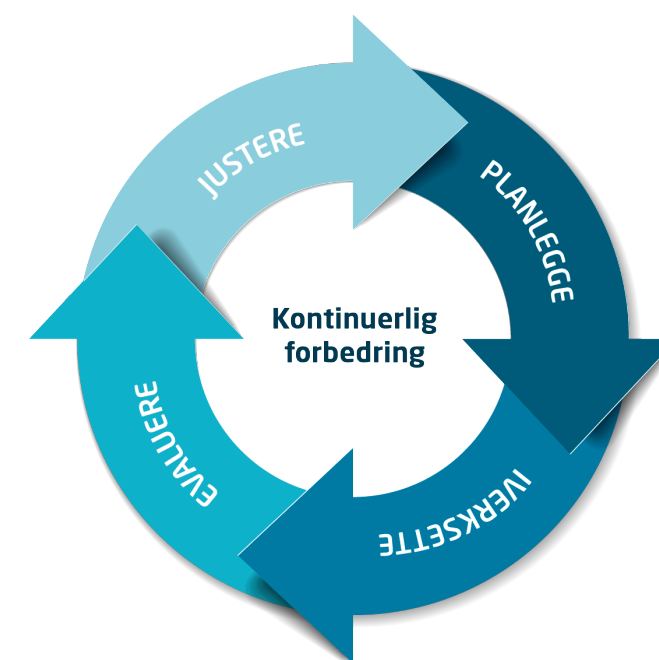 JUSTERE
PLANLEGGE
Kontinuerlig
forbedring
EVALUERE
IVERKSETTE